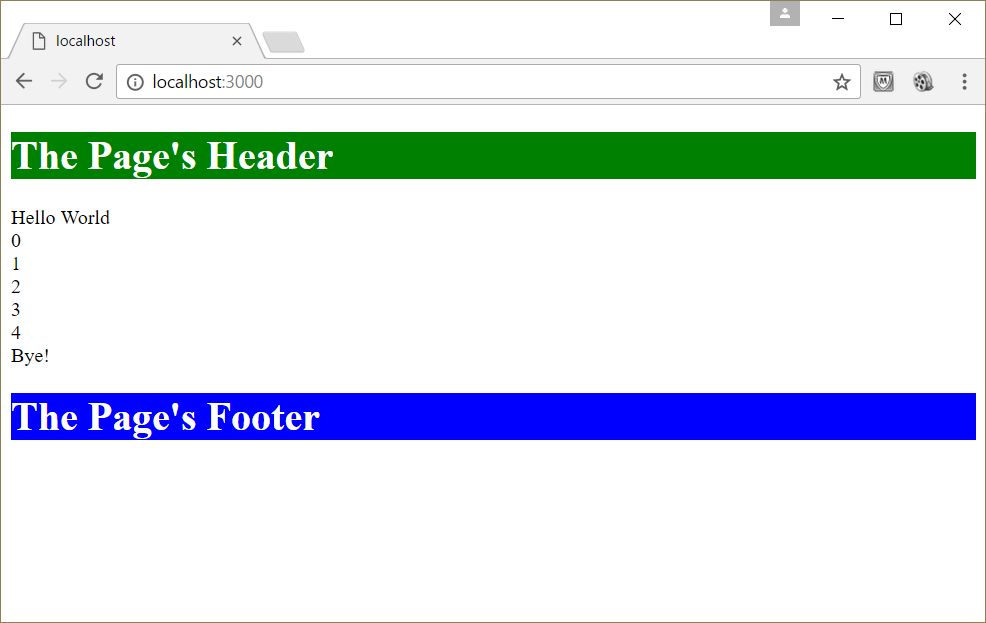 localhost
localhost:3000
The Page's Header
Hello World
0
1
2
3
4
Bye!
The Page's Footer